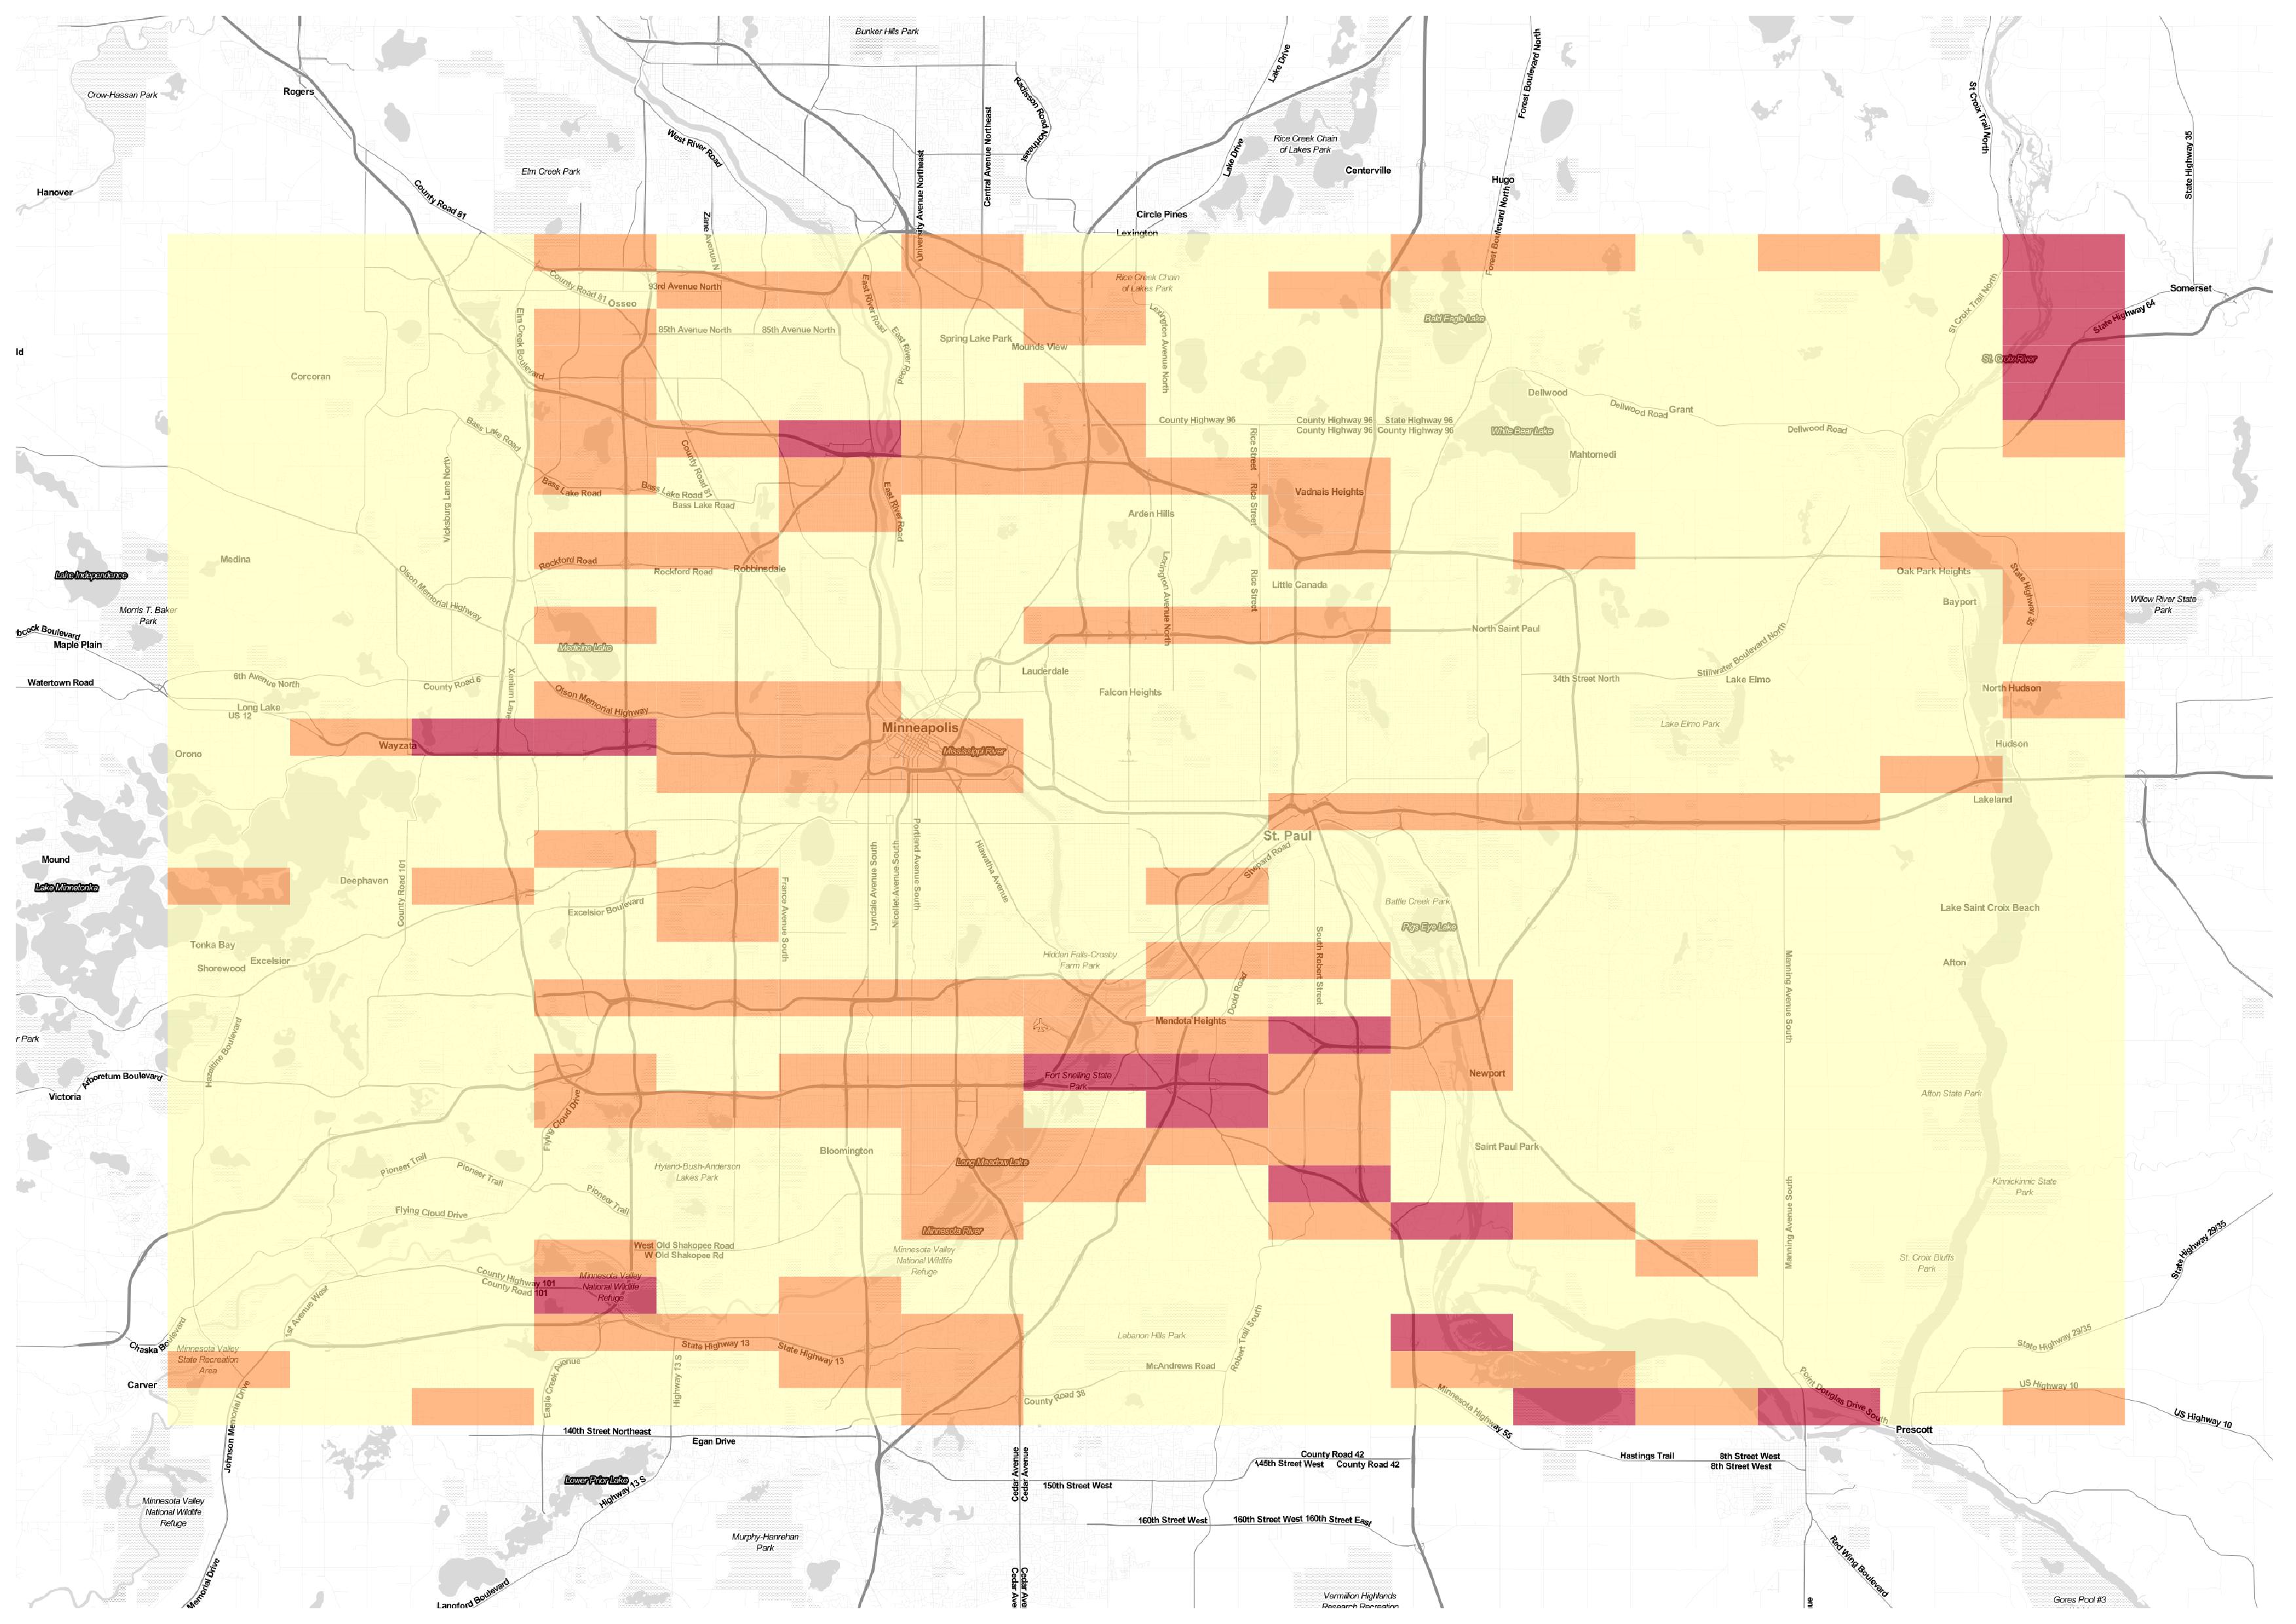 Bunker Hills Park
Rogers
Crow-Hassan Park
Lake Drive
Forest Boulevard North
Radisson Road Northeast
Central Avenue Northeast
West River Road
Rice Creek Chain
of Lakes Park
St Croix Trail North
State Highway 35
Elm Creek Park
Lake Drive
Centerville
Hugo
Hanover
County Road 81
University Avenue Northeast
Zane Avenue N
Circle Pines
Lexington
Forest Boulevard North
County Road 81
Osseo
93rd Avenue North
East River Road
Rice Creek Chain
of Lakes Park
St Croix Trail North
Somerset
State Highway 64
Elm Creek Boulevard
85th Avenue North
85th Avenue North
East River Road
Spring Lake Park
Mounds View
Lexington Avenue North
Bald Eagle Lake
St. Croix River
ld
Corcoran
Dellwood
Dellwood Road
Grant
Bass Lake Road
County Highway 96
County Highway 96
State Highway 96
County Highway 96
County Highway 96
White Bear Lake
Dellwood Road
Mahtomedi
Vicksburg Lane North
County Road 81
Bass Lake Road
Bass Lake Road
Bass Lake Road
East River Road
Rice Street
Rice Street
Vadnais Heights
Arden Hills
Medina
Rockford Road
Rockford Road
Robbinsdale
Lexington Avenue North
Rice Street
Little Canada
Oak Park Heights
State Highway 35
Lake Independence
Olson Memorial Highway
Bayport
Willow River State
Park
Morris T. Baker
Park
bcock Boulevard
Maple Plain
Medicine Lake
North Saint Paul
Stillwater Boulevard North
Watertown Road
6th Avenue North
County Road 6
Xenium Lane
Olson Memorial Highway
Lauderdale
Falcon Heights
34th Street North
Lake Elmo
North Hudson
Long Lake
US 12
Minneapolis
Lake Elmo Park
Wayzata
Orono
Mississippi River
Hudson
Lakeland
Portland Avenue South
Lyndale Avenue South
Nicollet Avenue South
Hiawatha Avenue
St. Paul
Shepard Road
Mound
Lake Minnetonka
Deephaven
County Road 101
Excelsior Boulevard
France Avenue South
Battle Creek Park
Pigs Eye Lake
Lake Saint Croix Beach
Tonka Bay
Shorewood
Excelsior
Hidden Falls-Crosby
Farm Park
South Robert Street
Dodd Road
Manning Avenue South
Afton
Mendota Heights
r Park
Hazeltine Boulevard
Arboretum Boulevard
Victoria
Fort Snelling State
Park
Newport
Afton State Park
Flying Cloud Drive
Bloomington
Saint Paul Park
Pioneer Trail
Pioneer Trail
Pioneer Trail
Hyland-Bush-Anderson
Lakes Park
Long Meadow Lake
Kinnickinnic State
Park
Flying Cloud Drive
Minnesota River
Manning Avenue South
State Highway 29/35
West Old Shakopee Road
W Old Shakopee Rd
Minnesota Valley
National Wildlife
Refuge
St. Croix Bluffs
Park
County Highway 101
County Road 101
Minnesota Valley
National Wildlife
Refuge
1st Avenue West
Chaska Boulevard
Minnesota Valley
State Recreation
Area
State Highway 13
State Highway 13
Lebanon Hills Park
Robert Trail South
State Highway 29/35
Carver
Johnson Memorial Drive
Eagle Creek Avenue
Highway 13 S
McAndrews Road
County Road 38
Minnesota Highway 55
Point Douglas Drive South
US Highway 10
US Highway 10
Prescott
140th Street Northeast
Egan Drive
Cedar Avenue
Cedar Avenue
County Road 42
145th Street West
County Road 42
Hastings Trail
8th Street West
8th Street West
Lower Prior Lake
Highway 13 S
150th Street West
Minnesota Valley
National Wildlife
Refuge
160th Street West
160th Street West
160th Street East
Murphy-Hanrehan
Park
Red Wing Boulevard
Memorial Drive
Langford Boulevard
Cedar Ave
Cedar Ave
Vermillion Highlands
Research Recreation
Gores Pool #3